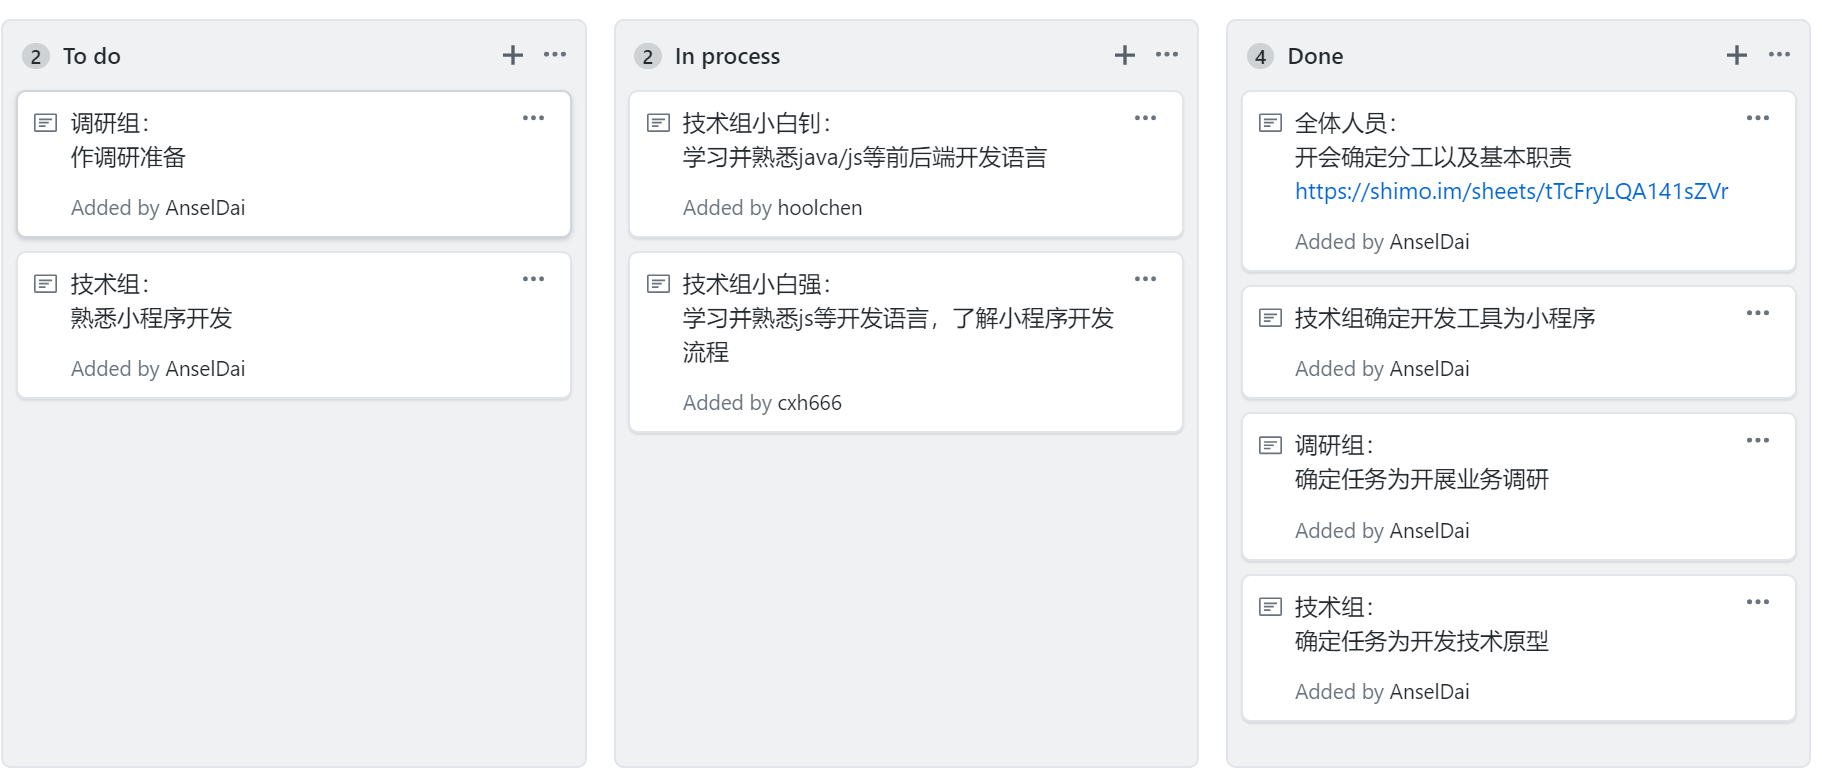 2 To do
调研组：
作调研准备
Added by AnselDai
技术组：
熟悉小程序开发
Added by AnselDai
2 In process
技术组小白钊：
学习并熟悉java/js等前后端开发语言
Added by hoolchen
技术组小白强：
学习并熟悉js等开发语言，了解小程序开发
流程
Added by cxh666
4 Done
全体人员：
开会确定分工以及基本职责
https://shimo.im/sheets/tTcFryLQA141sZVr
Added by AnselDai
技术组确定开发工具为小程序
Added by AnselDai
调研组：
确定任务为开展业务调研
Added by AnselDai
技术组：
确定任务为开发技术原型
Added by AnselDai